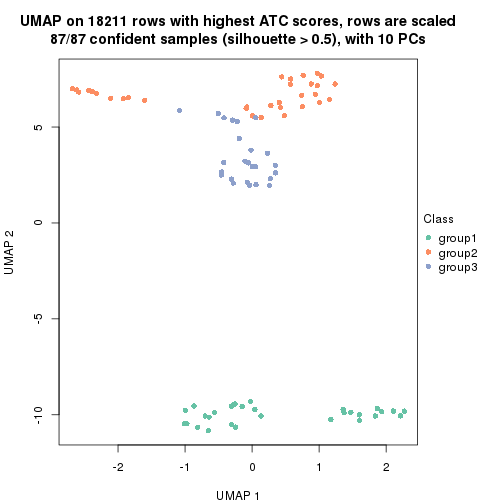 UMAP on 18211 rows with highest ATC scores, rows are scaled
87/87 confident samples (silhouette > 0.5), with 10 PCs
5
0
-5
-10
UMAP 2
-2
-1
0
1
2
UMAP 1
Class
group1
group2
group3